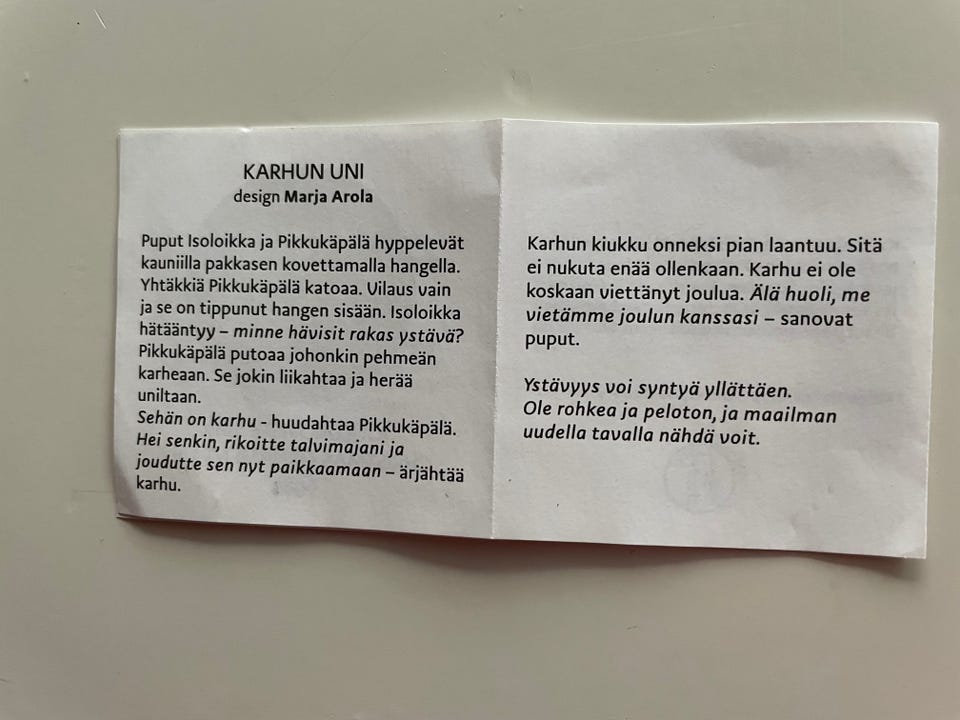 KARHUN UNI
design Marja Arola
Puput Isoloikka ja Pikkukäpälä hyppelevät
kauniilla pakkasen kovettamalla hangella.
Yhtäkkiä Pikkukäpälä katoaa. Vilaus vain
ja se on tippunut hangen sisään. Isoloikka
hätääntyy – minne hävisit rakas ystävä?
Pikkukäpälä putoaa johonkin pehmeän
karheaan. Se jokin liikahtaa ja herää
uniltaan.
Sehän on karhu - huudahtaa Pikkukäpälä.
Hei senkin, rikoitte talvimajani ja
joudutte sen nyt paikkaamaan – ärjähtää
karhu.
Karhun kiukku onneksi pian laantuu. Sitä
ei nukuta enää ollenkaan. Karhu ei ole
koskaan viettänyt joulua. Älä huoli, me
vietämme joulun kanssasi – sanovat
puput.
Ystävyys voi syntyä yllättäen.
Ole rohkea ja peloton, ja maailman
uudella tavalla nähdä voit.